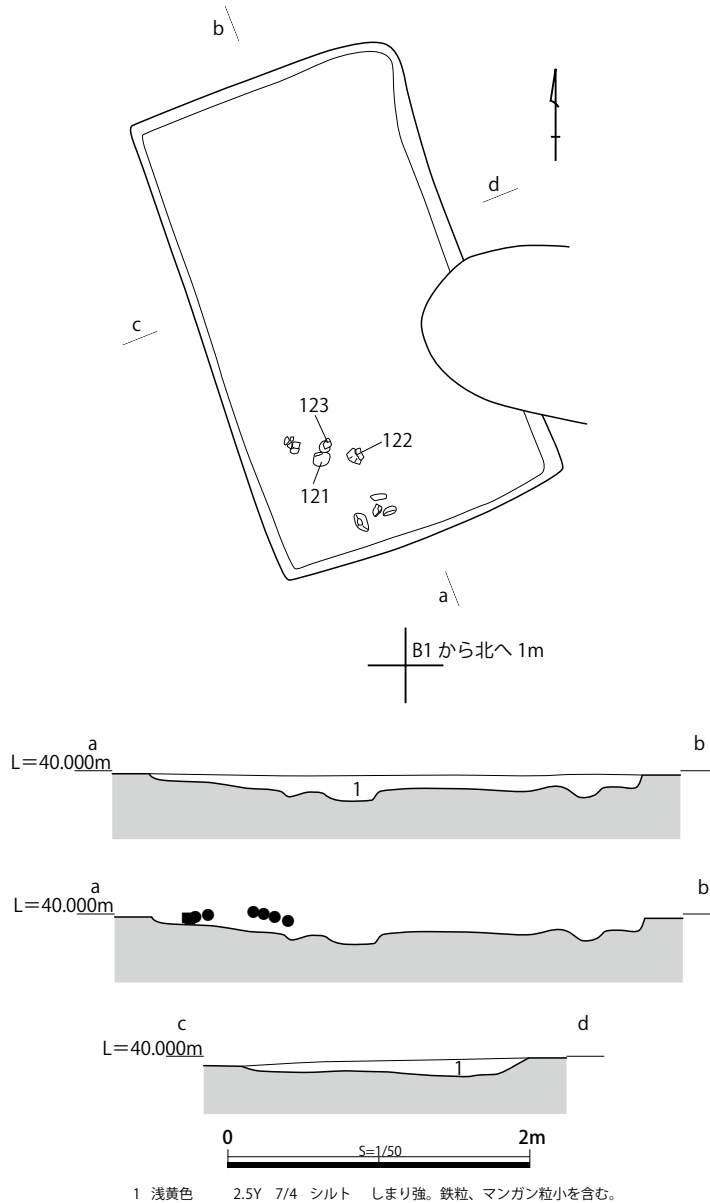 b
d
c
123
122
121
a
B1 から北へ 1m
a b
L＝40.000m
1
a b
L＝40.000m
c d
L＝40.000m
1
0 2m
S=1/50
1 浅黄色 2.5Y 7/4 シルト しまり強。鉄粒、マンガン粒小を含む。